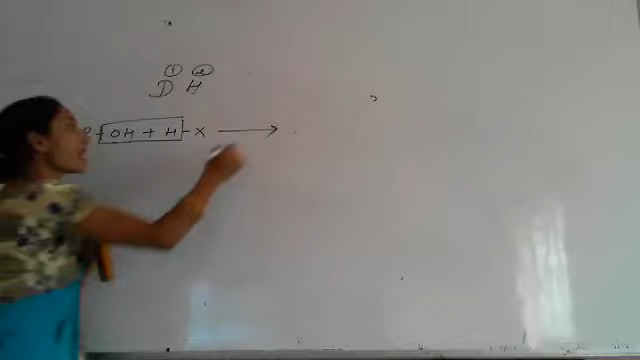 ① ②
D H
R-OH + H-X ⟶